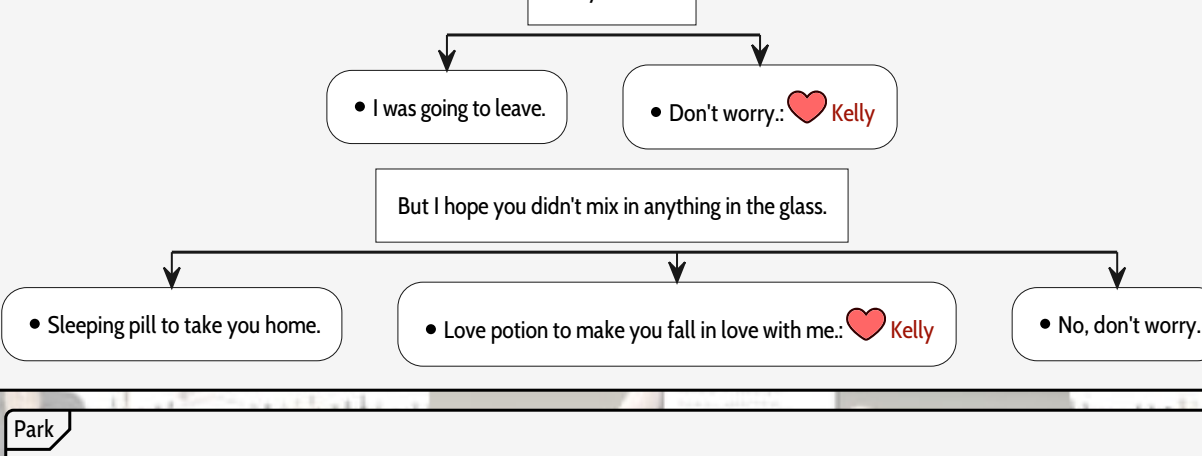 • I was going to leave.
• Don't worry.: Kelly
But I hope you didn't mix in anything in the glass.
• Sleeping pill to take you home.
• Love potion to make you fall in love with me.: Kelly
• No, don't worry.
Park